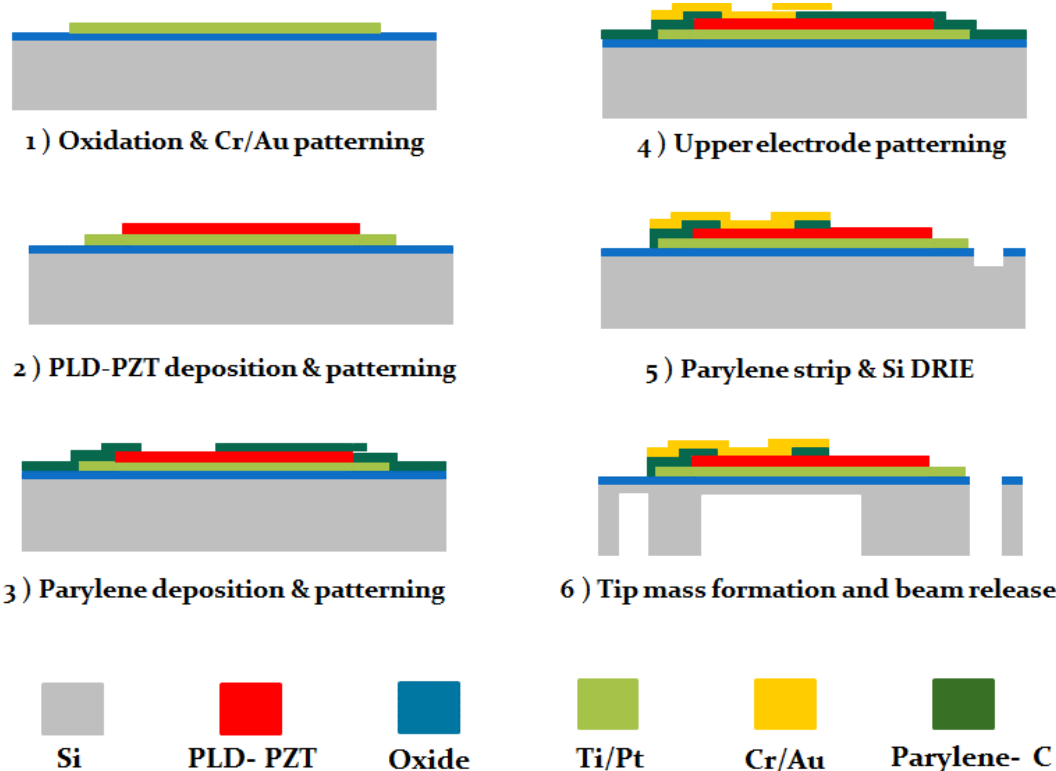 1 ) Oxidation & Cr/Au patterning
4 ) Upper electrode patterning
2 ) PLD-PZT deposition & patterning
5 ) Parylene strip & Si DRIE
3 ) Parylene deposition & patterning
6 ) Tip mass formation and beam release
Si
PLD- PZT
Oxide
Ti/Pt
Cr/Au
Parylene- C